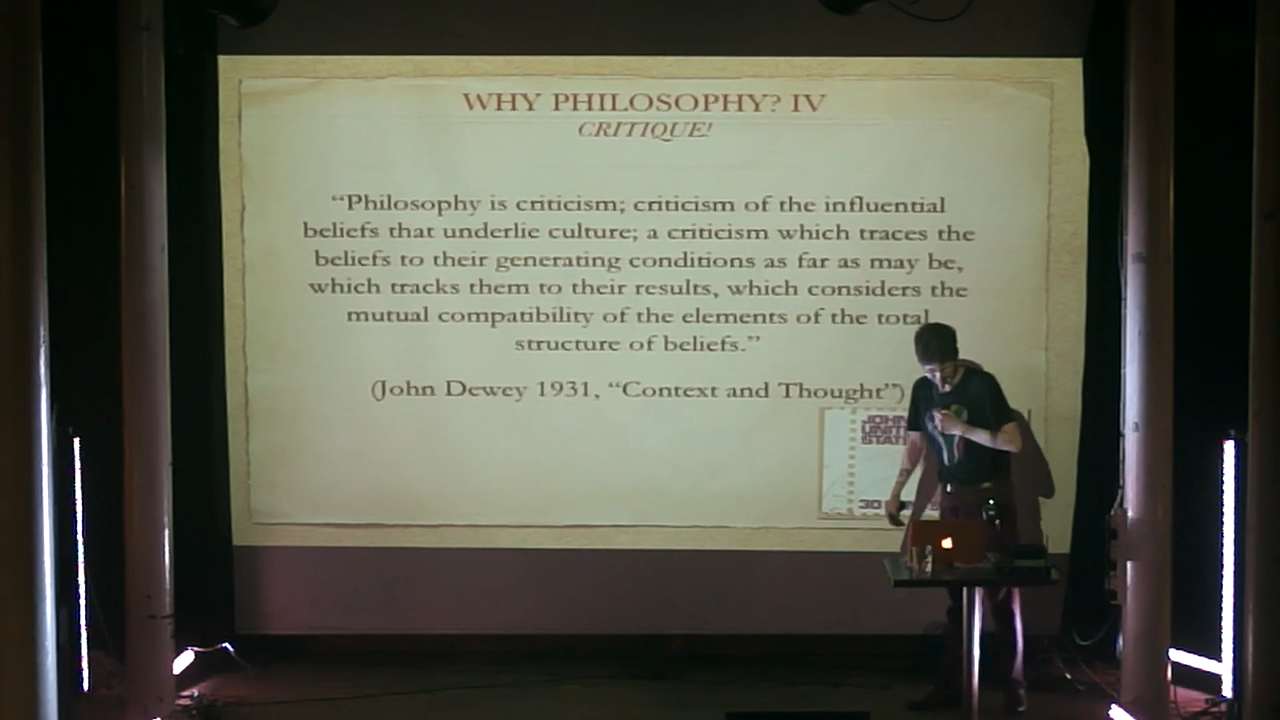 WHY PHILOSOPHY? IV
CRITIQUE!
“Philosophy is criticism; criticism of the influential
beliefs that underlie culture; a criticism which traces the
beliefs to their generating conditions as far as may be,
which tracks them to their results, which considers the
mutual compatibility of the elements of the total
structure of beliefs.”
(John Dewey 1931, “Context and Thought”)
JOHN
30